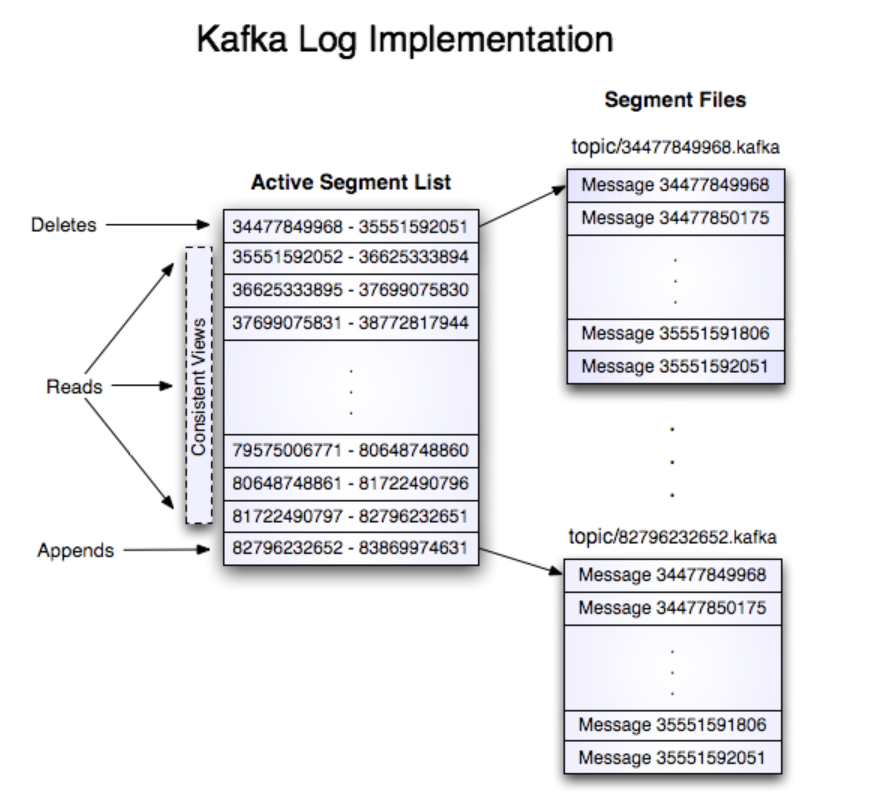 Kafka Log Implementation
Segment Files
topic/34477849968.kafka
Active Segment List
Deletes
Reads
Appends
Consistent Views
34477849968 - 35551592051
35551592052 - 36625333894
36625333895 - 37699075830
37699075831 - 38772817944
.
.
.
79575006771 - 80648748860
80648748861 - 81722490796
81722490797 - 82796232651
82796232652 - 83869974631
Message 34477849968
Message 34477850175
.
.
.
Message 35551591806
Message 35551592051
.
.
.
topic/82796232652.kafka
Message 34477849968
Message 34477850175
.
.
.
Message 35551591806
Message 35551592051